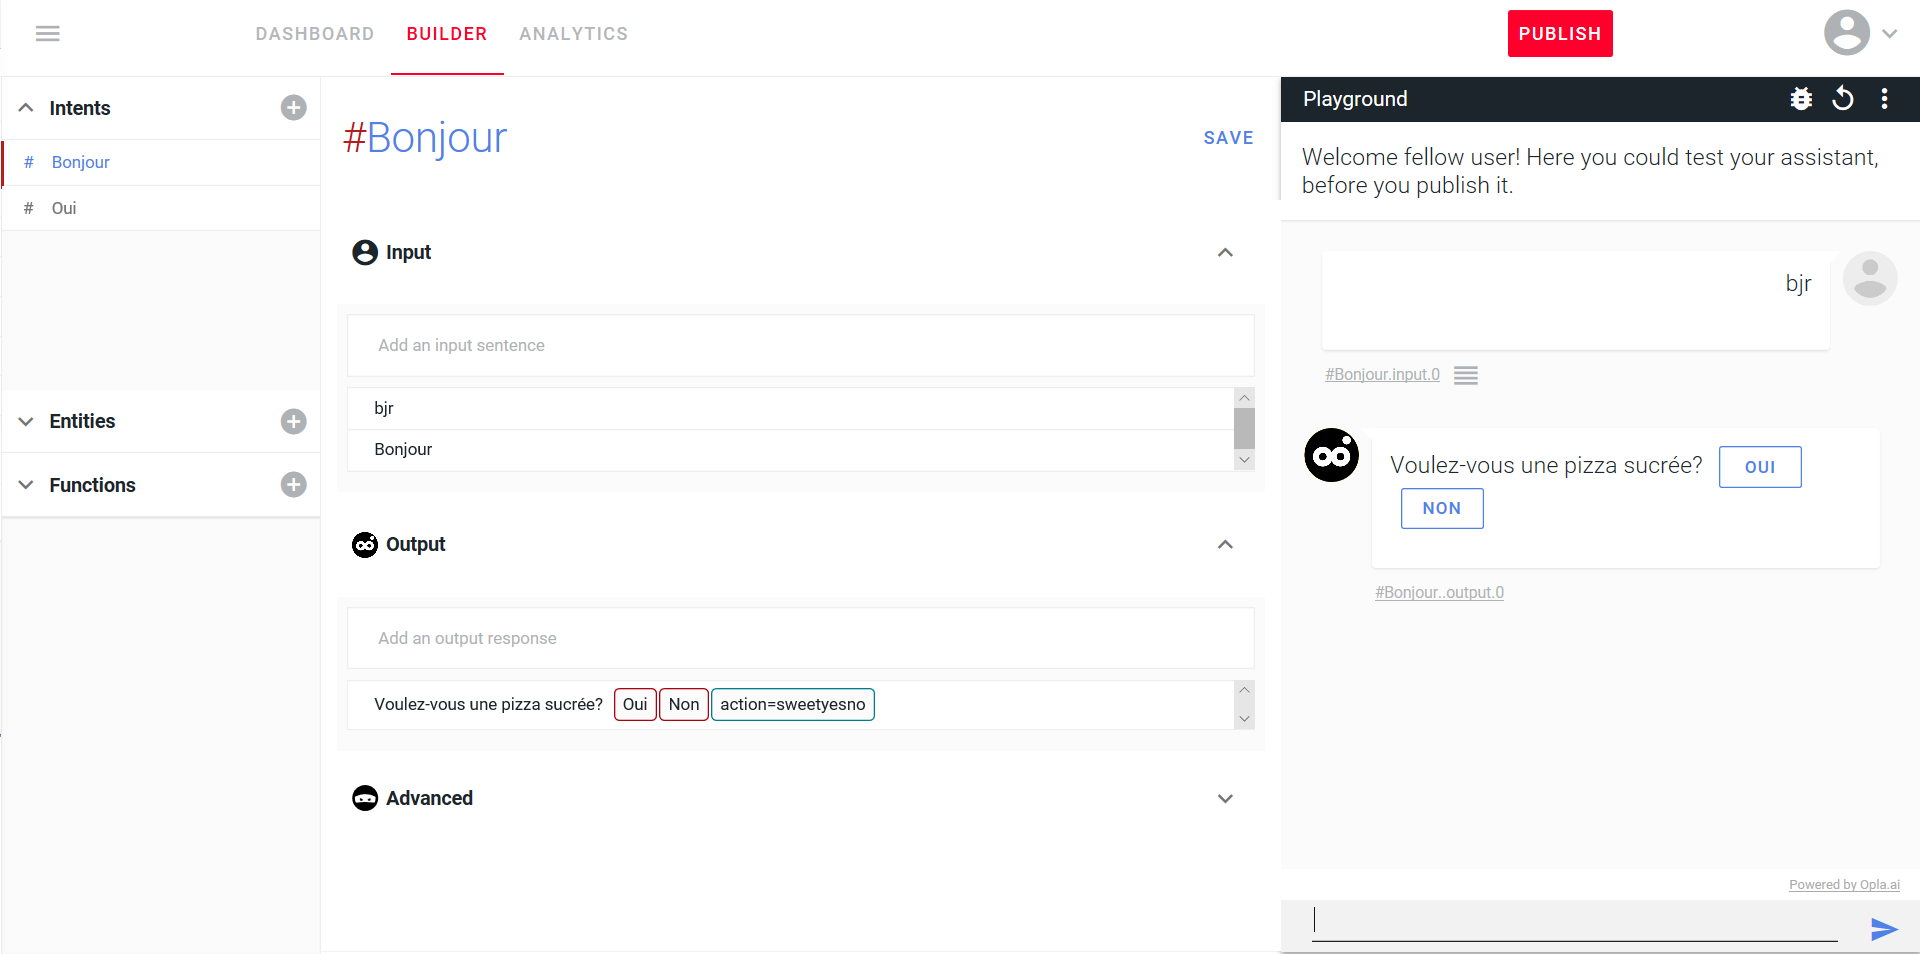 DASHBOARD BUILDER ANALYTICS PUBLISH
Intents
# Bonjour
# Oui
Entities
Functions
#Bonjour SAVE
Input
Add an input sentence
bjr
Bonjour
Output
Add an output response
Voulez-vous une pizza sucrée? Oui Non action=sweetyesno
Advanced
Playground
Welcome fellow user! Here you could test your assistant,
before you publish it.
bjr
#Bonjour.input.0
Voulez-vous une pizza sucrée? OUI
NON
#Bonjour..output.0
Powered by Opla.ai